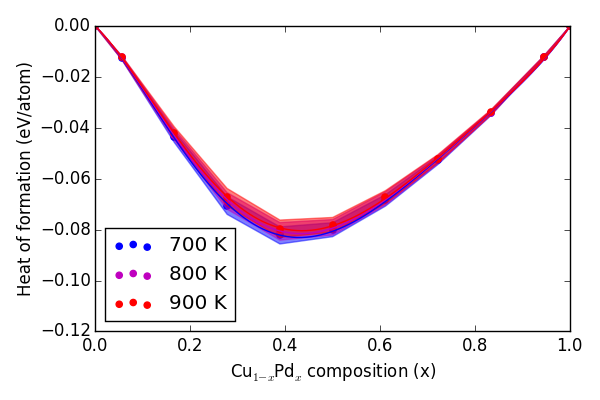 0.00
−0.02
−0.04
−0.06
−0.08
−0.10
−0.12
Heat of formation (eV/atom)
700 K
800 K
900 K
0.0 0.2 0.4 0.6 0.8 1.0
Cu₁₋ₓPdₓ composition (x)